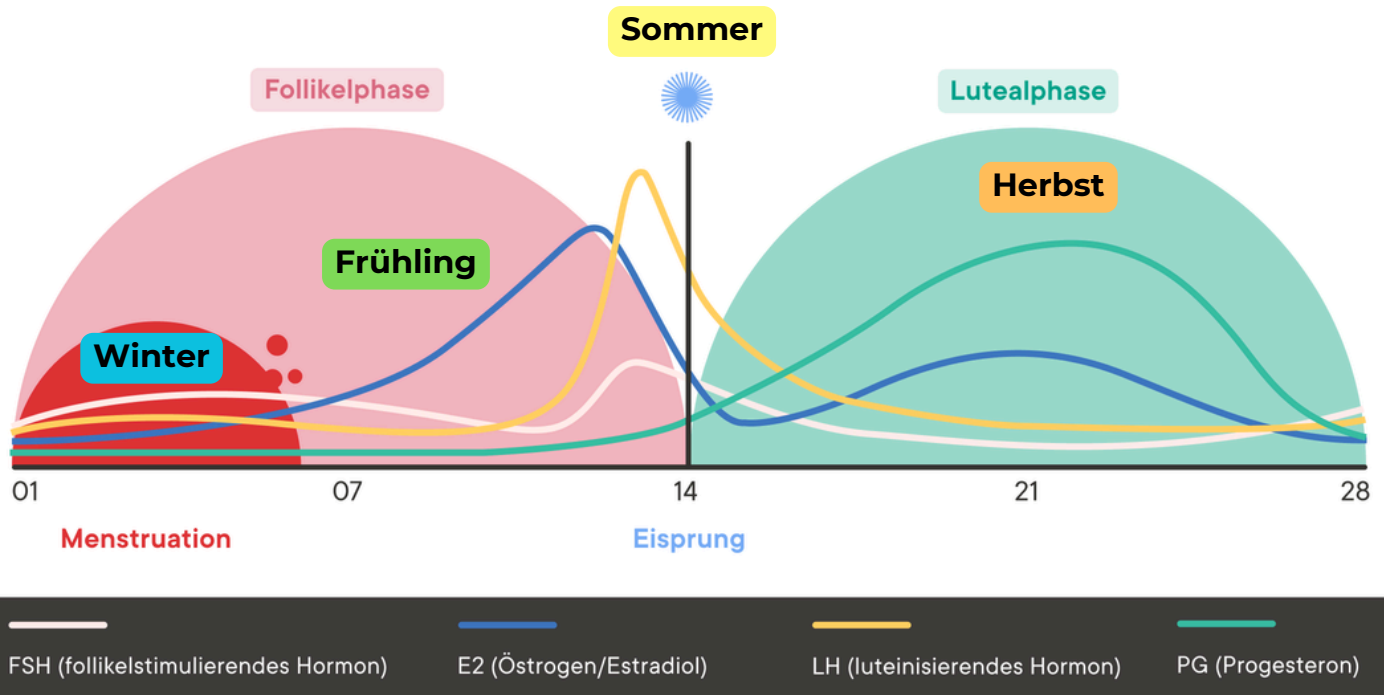 Sommer
Follikelphase
Lutealphase
Herbst
Frühling
Winter
01 07 14 21 28
Menstruation Eisprung
FSH (follikelstimulierendes Hormon) E2 (Östrogen/Estradiol) LH (luteinisierendes Hormon) PG (Progesteron)